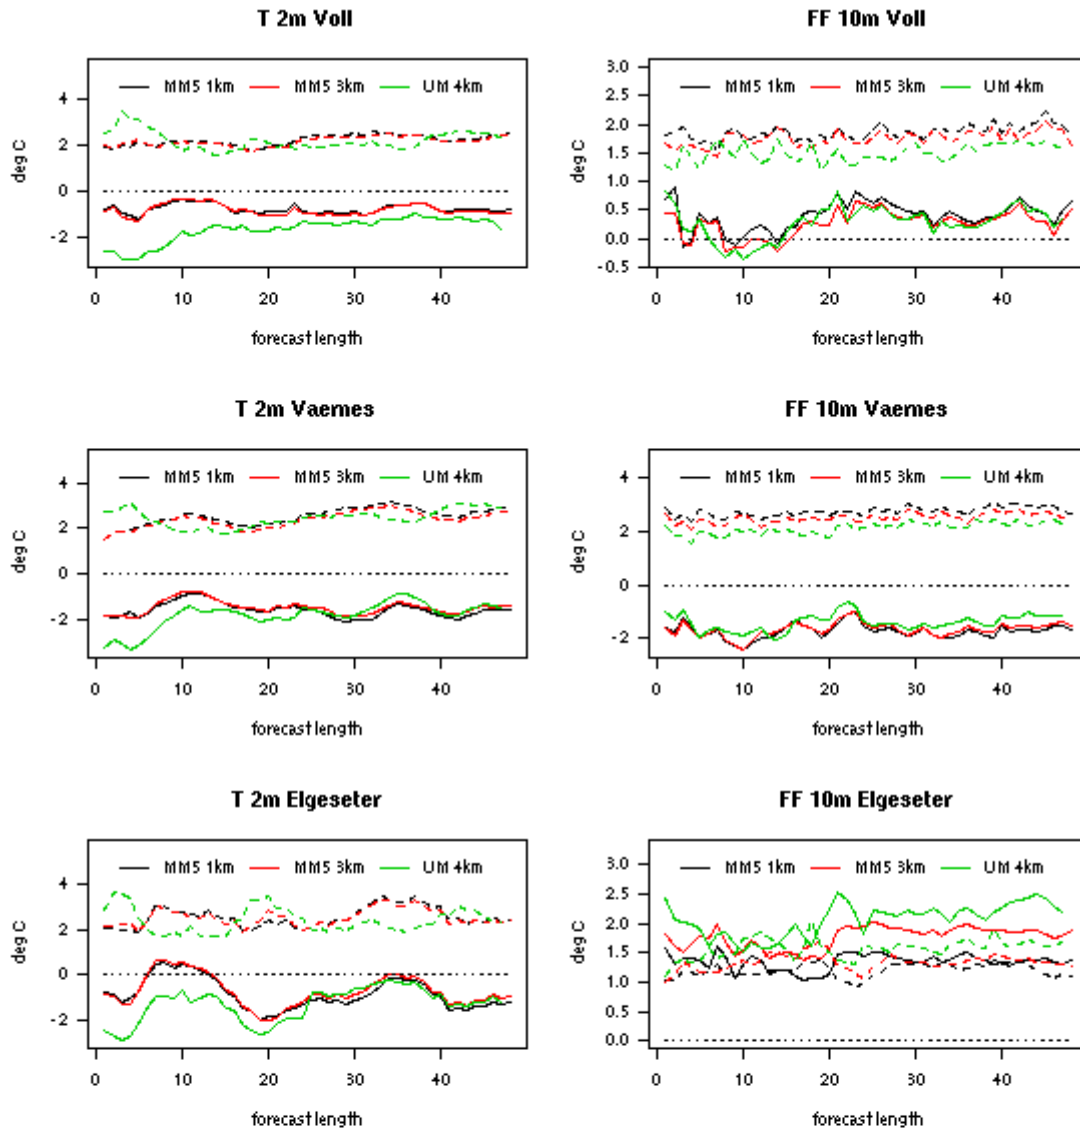 T 2m Voll
MM5 1km MM5 3km UM 4km
deg C
4
2
0
-2
0 10 20 30 40
forecast length
FF 10m Voll
MM5 1km MM5 3km UM 4km
deg C
3.0
2.5
2.0
1.5
1.0
0.5
0.0
-0.5
0 10 20 30 40
forecast length
T 2m Vaernes
MM5 1km MM5 3km UM 4km
deg C
4
2
0
-2
0 10 20 30 40
forecast length
FF 10m Vaernes
MM5 1km MM5 3km UM 4km
deg C
4
2
0
-2
0 10 20 30 40
forecast length
T 2m Elgeseter
MM5 1km MM5 3km UM 4km
deg C
4
2
0
-2
0 10 20 30 40
forecast length
FF 10m Elgeseter
MM5 1km MM5 3km UM 4km
deg C
3.0
2.5
2.0
1.5
1.0
0.5
0.0
0 10 20 30 40
forecast length